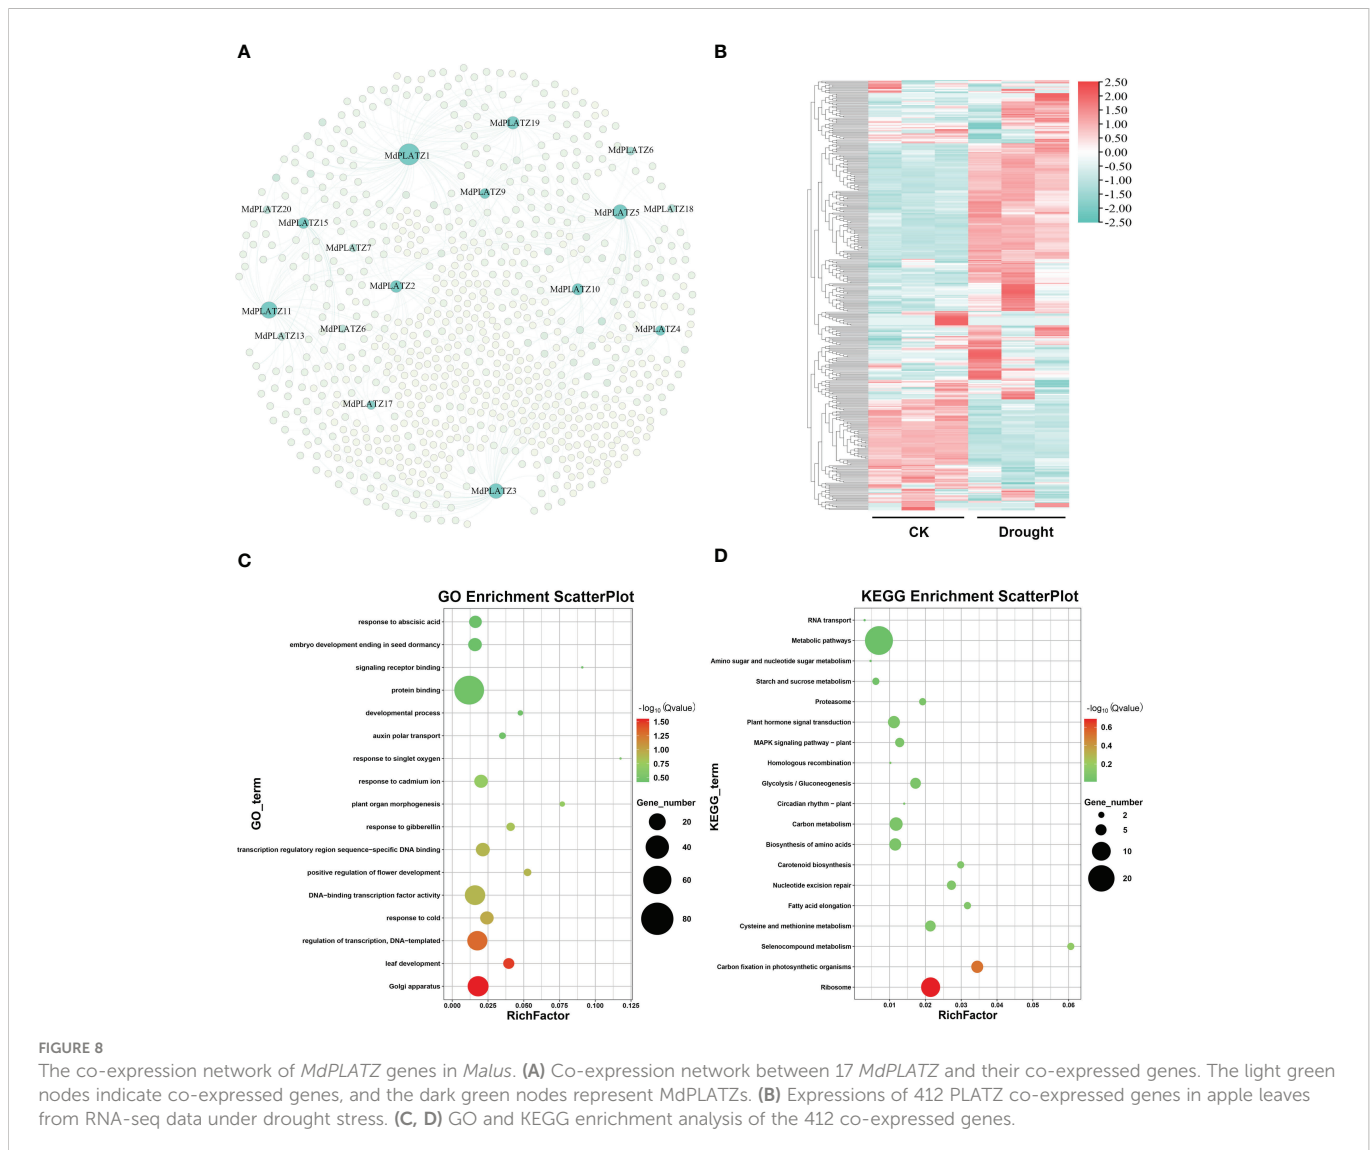 A
MdPLATZ19
MdPLATZ1
MdPLATZ6
MdPLATZ9
MdPLATZ20
MdPLATZ15
MdPLATZ5
MdPLATZ18
MdPLATZ7
MdPLATZ2
MdPLATZ10
MdPLATZ11
MdPLATZ13
MdPLATZ6
MdPLATZ4
MdPLATZ17
MdPLATZ3
B
2.50
2.00
1.50
1.00
0.50
0.00
-0.50
-1.00
-1.50
-2.00
-2.50
CK
Drought
C
GO Enrichment ScatterPlot
GO_term
response to abscisic acid
embryo development ending in seed dormancy
signaling receptor binding
protein binding
developmental process
auxin polar transport
response to singlet oxygen
response to cadmium ion
plant organ morphogenesis
response to gibberellin
transcription regulatory region sequence−specific DNA binding
positive regulation of flower development
DNA−binding transcription factor activity
response to cold
regulation of transcription, DNA−templated
leaf development
Golgi apparatus
0.000 0.025 0.050 0.075 0.100 0.125
RichFactor
-log10(Qvalue)
1.50
1.25
1.00
0.75
0.50
Gene_number
20
40
60
80
D
KEGG Enrichment ScatterPlot
KEGG_term
RNA transport
Metabolic pathways
Amino sugar and nucleotide sugar metabolism
Starch and sucrose metabolism
Proteasome
Plant hormone signal transduction
MAPK signaling pathway − plant
Homologous recombination
Glycolysis / Gluconeogenesis
Circadian rhythm − plant
Carbon metabolism
Biosynthesis of amino acids
Carotenoid biosynthesis
Nucleotide excision repair
Fatty acid elongation
Cysteine and methionine metabolism
Selenocompound metabolism
Carbon fixation in photosynthetic organisms
Ribosome
0.01 0.02 0.03 0.04 0.05 0.06
RichFactor
-log10(Qvalue)
0.6
0.4
0.2
Gene_number
2
5
10
20
FIGURE 8
The co-expression network of MdPLATZ genes in Malus. (A) Co-expression network between 17 MdPLATZ and their co-expressed genes. The light green
nodes indicate co-expressed genes, and the dark green nodes represent MdPLATZs. (B) Expressions of 412 PLATZ co-expressed genes in apple leaves
from RNA-seq data under drought stress. (C, D) GO and KEGG enrichment analysis of the 412 co-expressed genes.